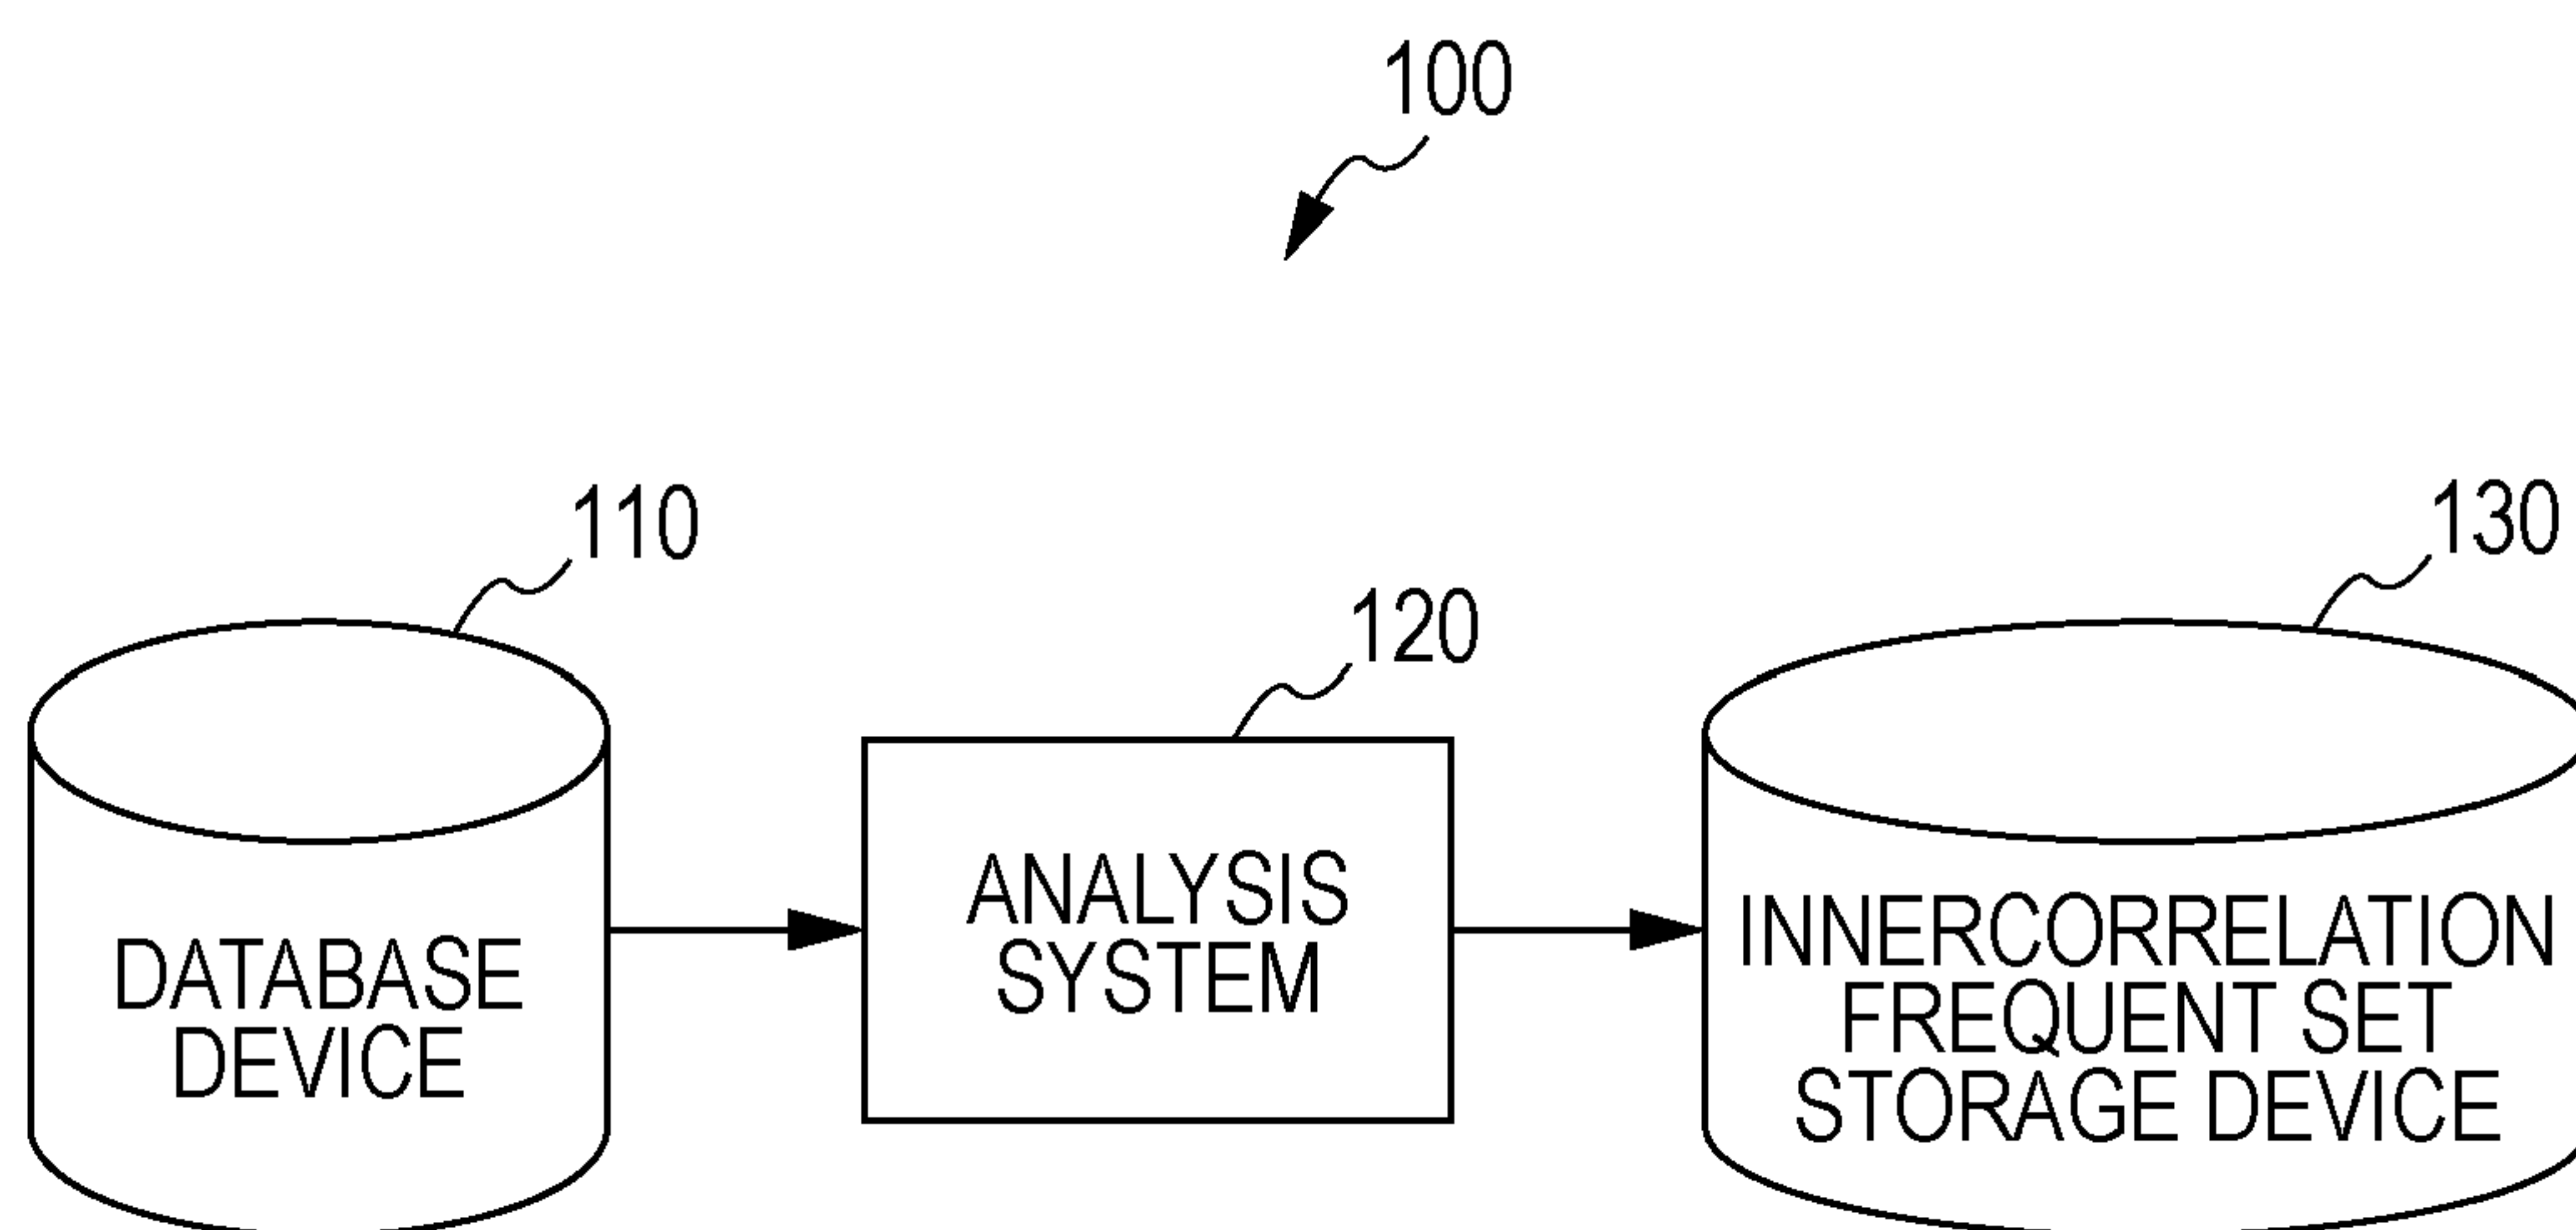 100
110
120
130
DATABASE
DEVICE
ANALYSIS
SYSTEM
INNERCORRELATION
FREQUENT SET
STORAGE DEVICE